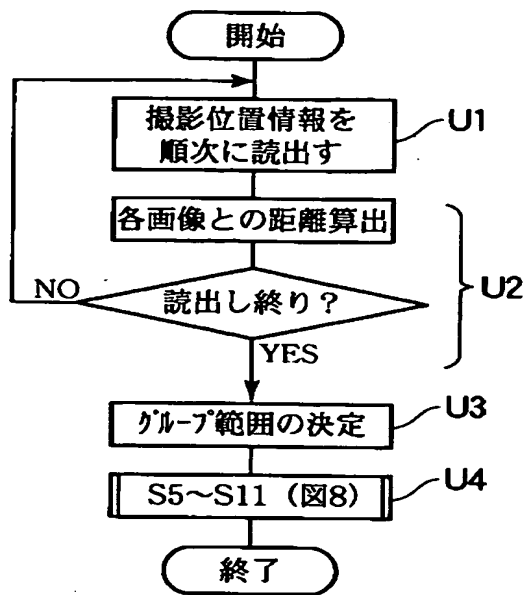 開始
撮影位置情報を
順次に読出す
U1
各画像との距離算出
読出し終り？
U2
NO
YES
ｸﾞﾙｰﾌﾟ範囲の決定
U3
S5～S11（図8）
U4
終了